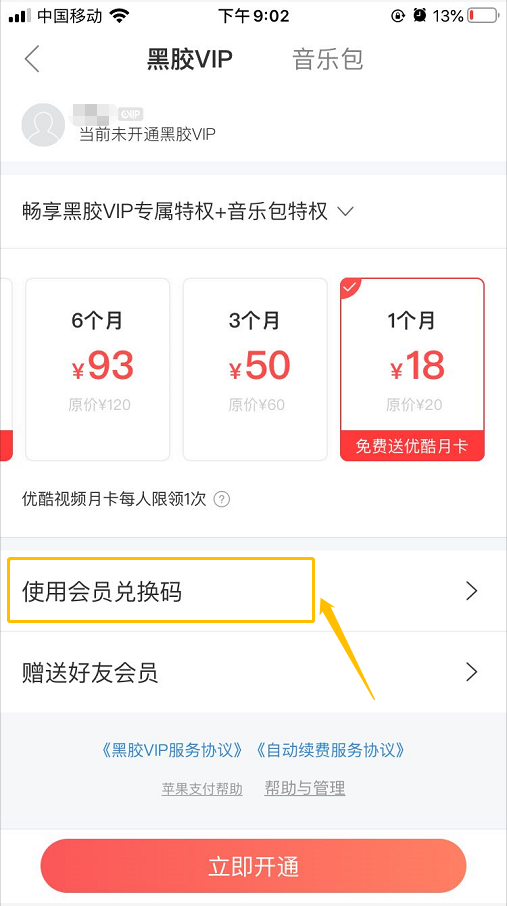 中国移动 下午9:02 13%
黑胶VIP 音乐包
VIP
当前未开通黑胶VIP
畅享黑胶VIP专属特权+音乐包特权
6个月 3个月 1个月
¥93 ¥50 ¥18
原价¥120 原价¥60 原价¥20
免费送优酷月卡
优酷视频月卡每人限领1次 ?
使用会员兑换码
赠送好友会员
《黑胶VIP服务协议》 《自动续费服务协议》
苹果支付帮助 帮助与管理
立即开通